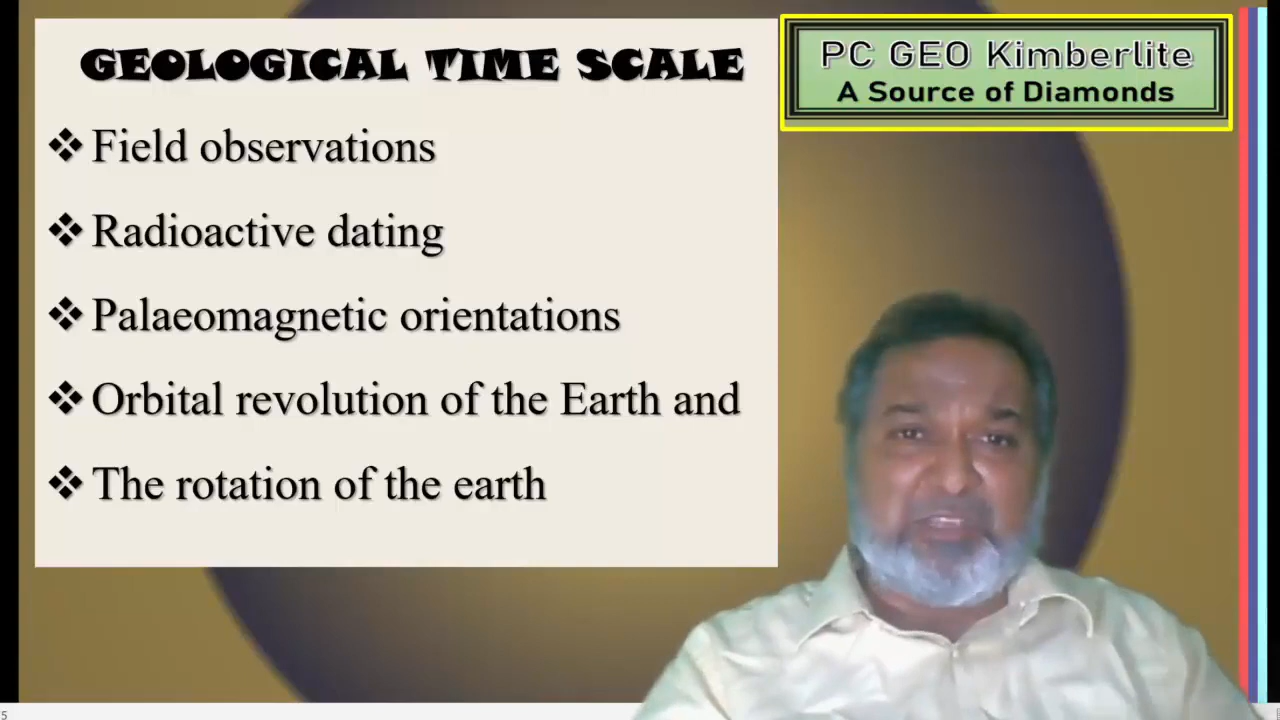 GEOLOGICAL TIME SCALE
❖ Field observations
❖ Radioactive dating
❖ Palaeomagnetic orientations
❖ Orbital revolution of the Earth and
❖ The rotation of the earth
PC GEO Kimberlite
A Source of Diamonds
5